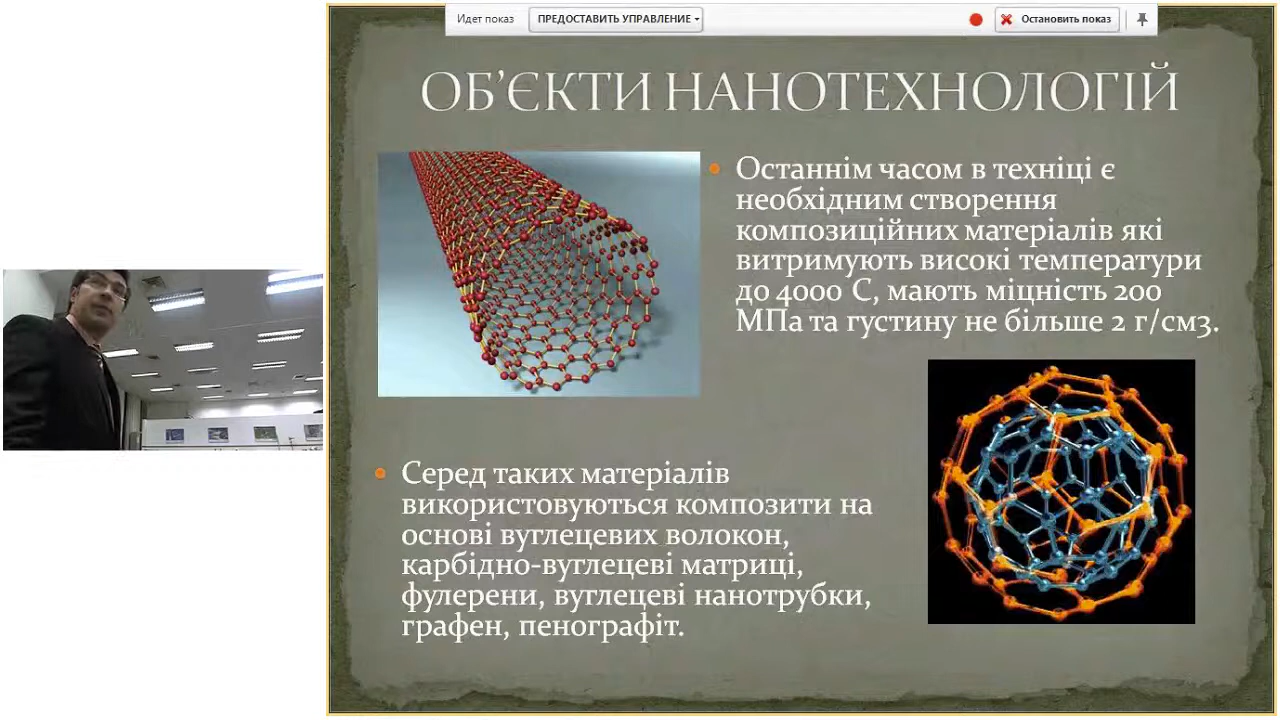 Идет показ
ПРЕДОСТАВИТЬ УПРАВЛЕНИЕ
Остановить показ
ОБ’ЄКТИ НАНОТЕХНОЛОГІЙ
Останнім часом в техніці є
необхідним створення
композиційних матеріалів які
витримують високі температури
до 4000 С, мають міцність 200
МПа та густину не більше 2 г/см3.
Серед таких матеріалів
використовуються композити на
основі вуглецевих волокон,
карбідно-вуглецеві матриці,
фулерени, вуглецеві нанотрубки,
графен, пенографіт.